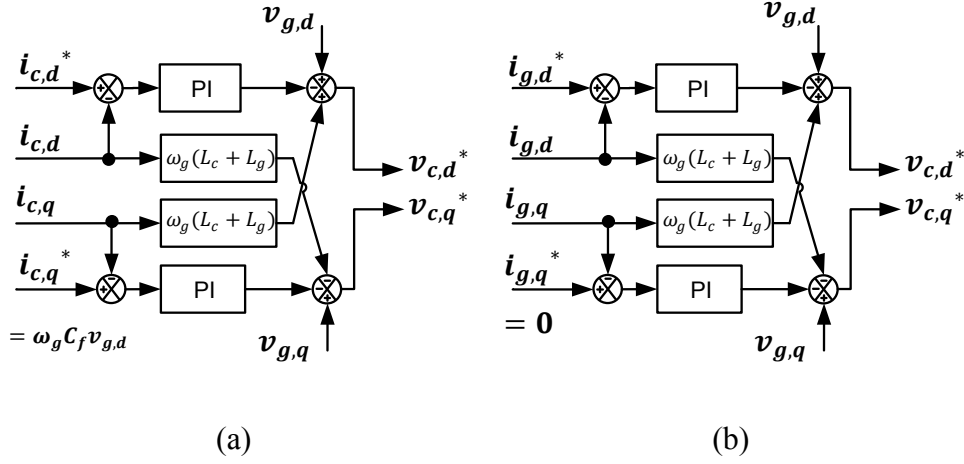 v_{g,d}
i_{c,d}^*
PI
i_{c,d}
ω_g(L_c + L_g)
v_{c,d}^*
i_{c,q}
ω_g(L_c + L_g)
v_{c,q}^*
i_{c,q}^*
PI
= ω_g C_f v_{g,d}
v_{g,q}
(a)
v_{g,d}
i_{g,d}^*
PI
i_{g,d}
ω_g(L_c + L_g)
v_{c,d}^*
i_{g,q}
ω_g(L_c + L_g)
v_{c,q}^*
i_{g,q}^*
PI
= 0
v_{g,q}
(b)